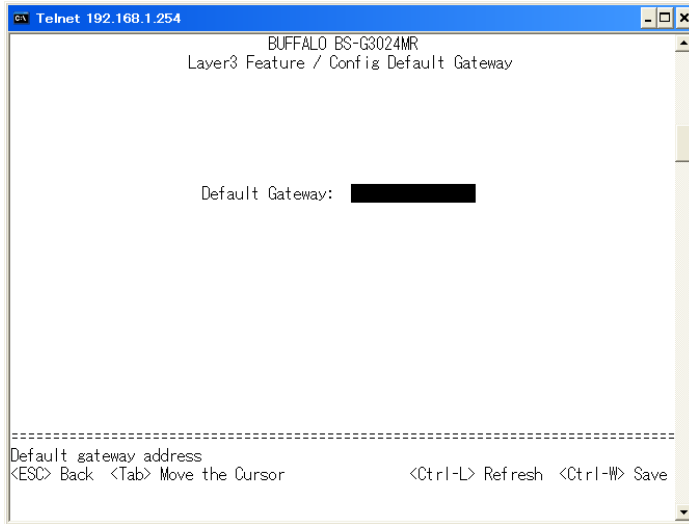 Telnet 192.168.1.254
BUFFALO BS-G3024MR
Layer3 Feature / Config Default Gateway
Default Gateway:
================================================================================
Default gateway address
<ESC> Back  <Tab> Move the Cursor <Ctrl-L> Refresh  <Ctrl-W> Save